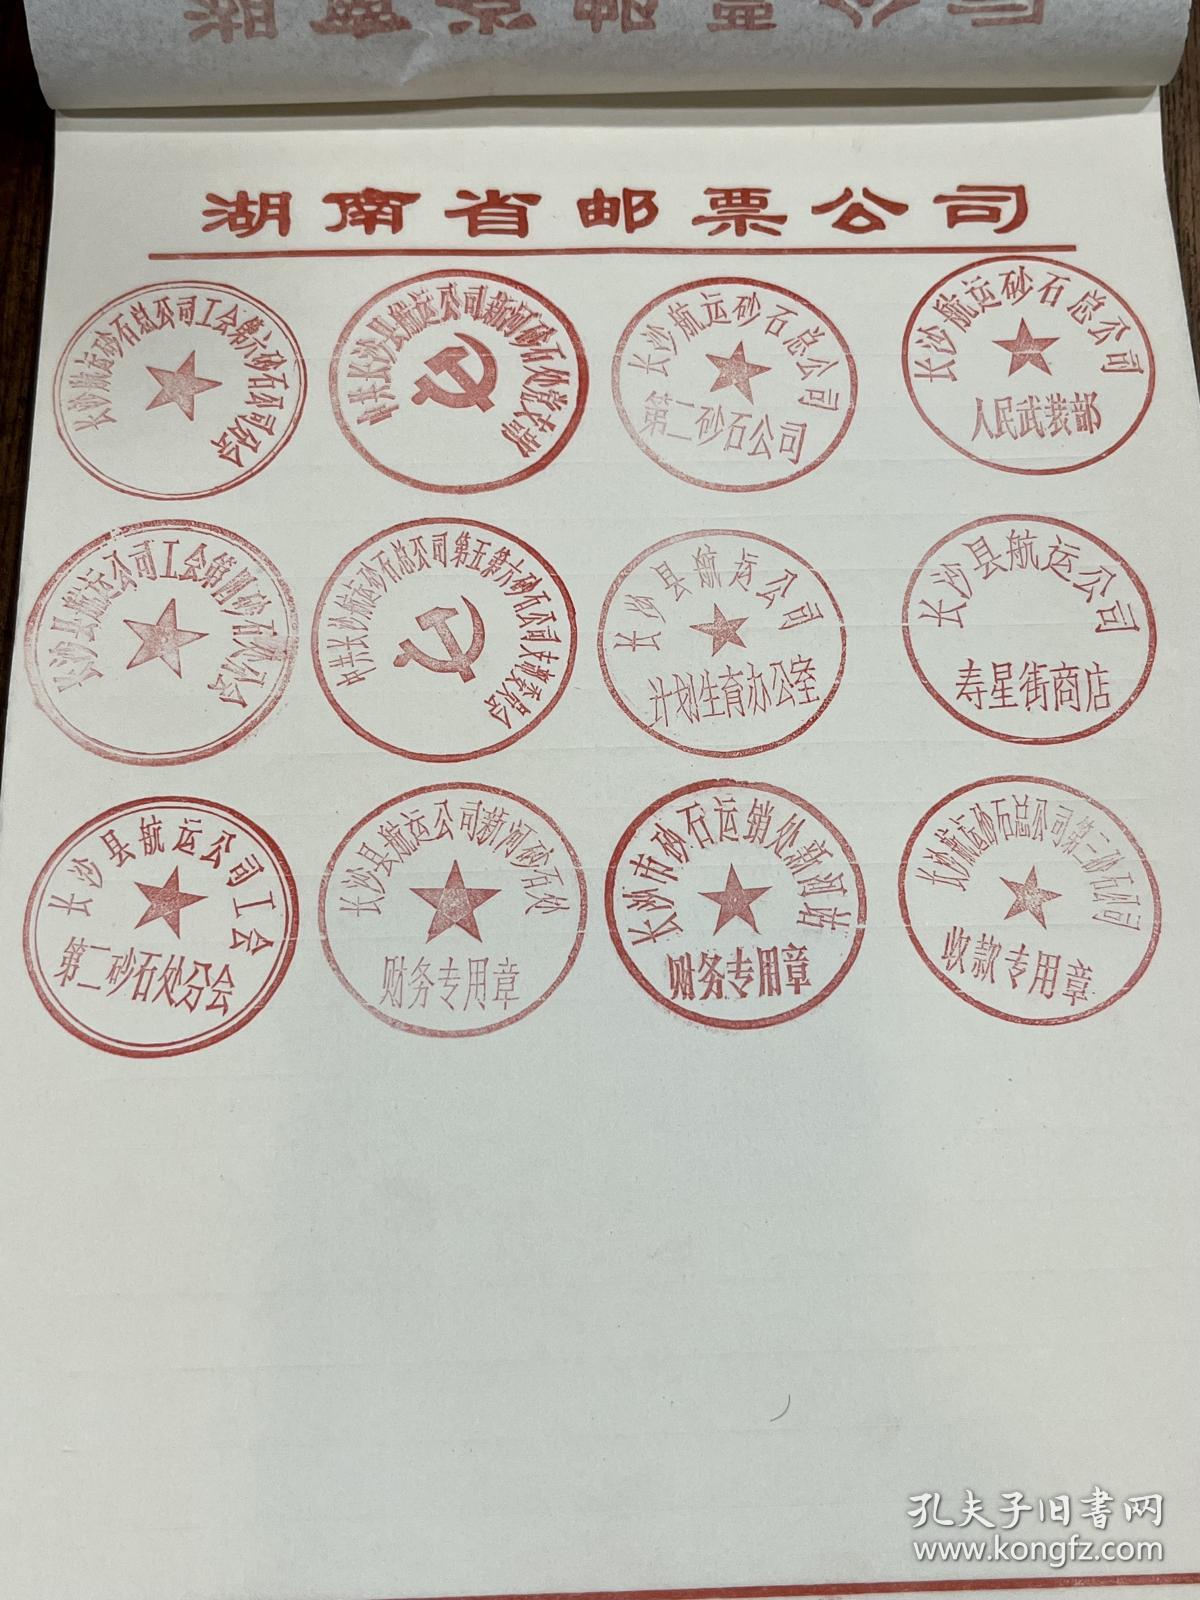 湖南省邮票公司
长沙航运砂石总公司工会第六砂石公司分会
中共长沙县航运公司新河砂石处党支部
长沙航运砂石总公司
第二砂石公司
长沙航运砂石总公司
人民武装部
长沙县航运公司工会第四砂石处分会
中共长沙航运砂石总公司第五第六砂石公司支部委员会
长沙县航运公司
计划生育办公室
长沙县航运公司
寿星街商店
长沙县航运公司工会
第二砂石处分会
长沙县航运公司新河砂石处
财务专用章
长沙市砂石运销处新河站
财务专用章
长沙航运砂石总公司第三砂石公司
收款专用章
孔夫子旧书网
www.kongfz.com